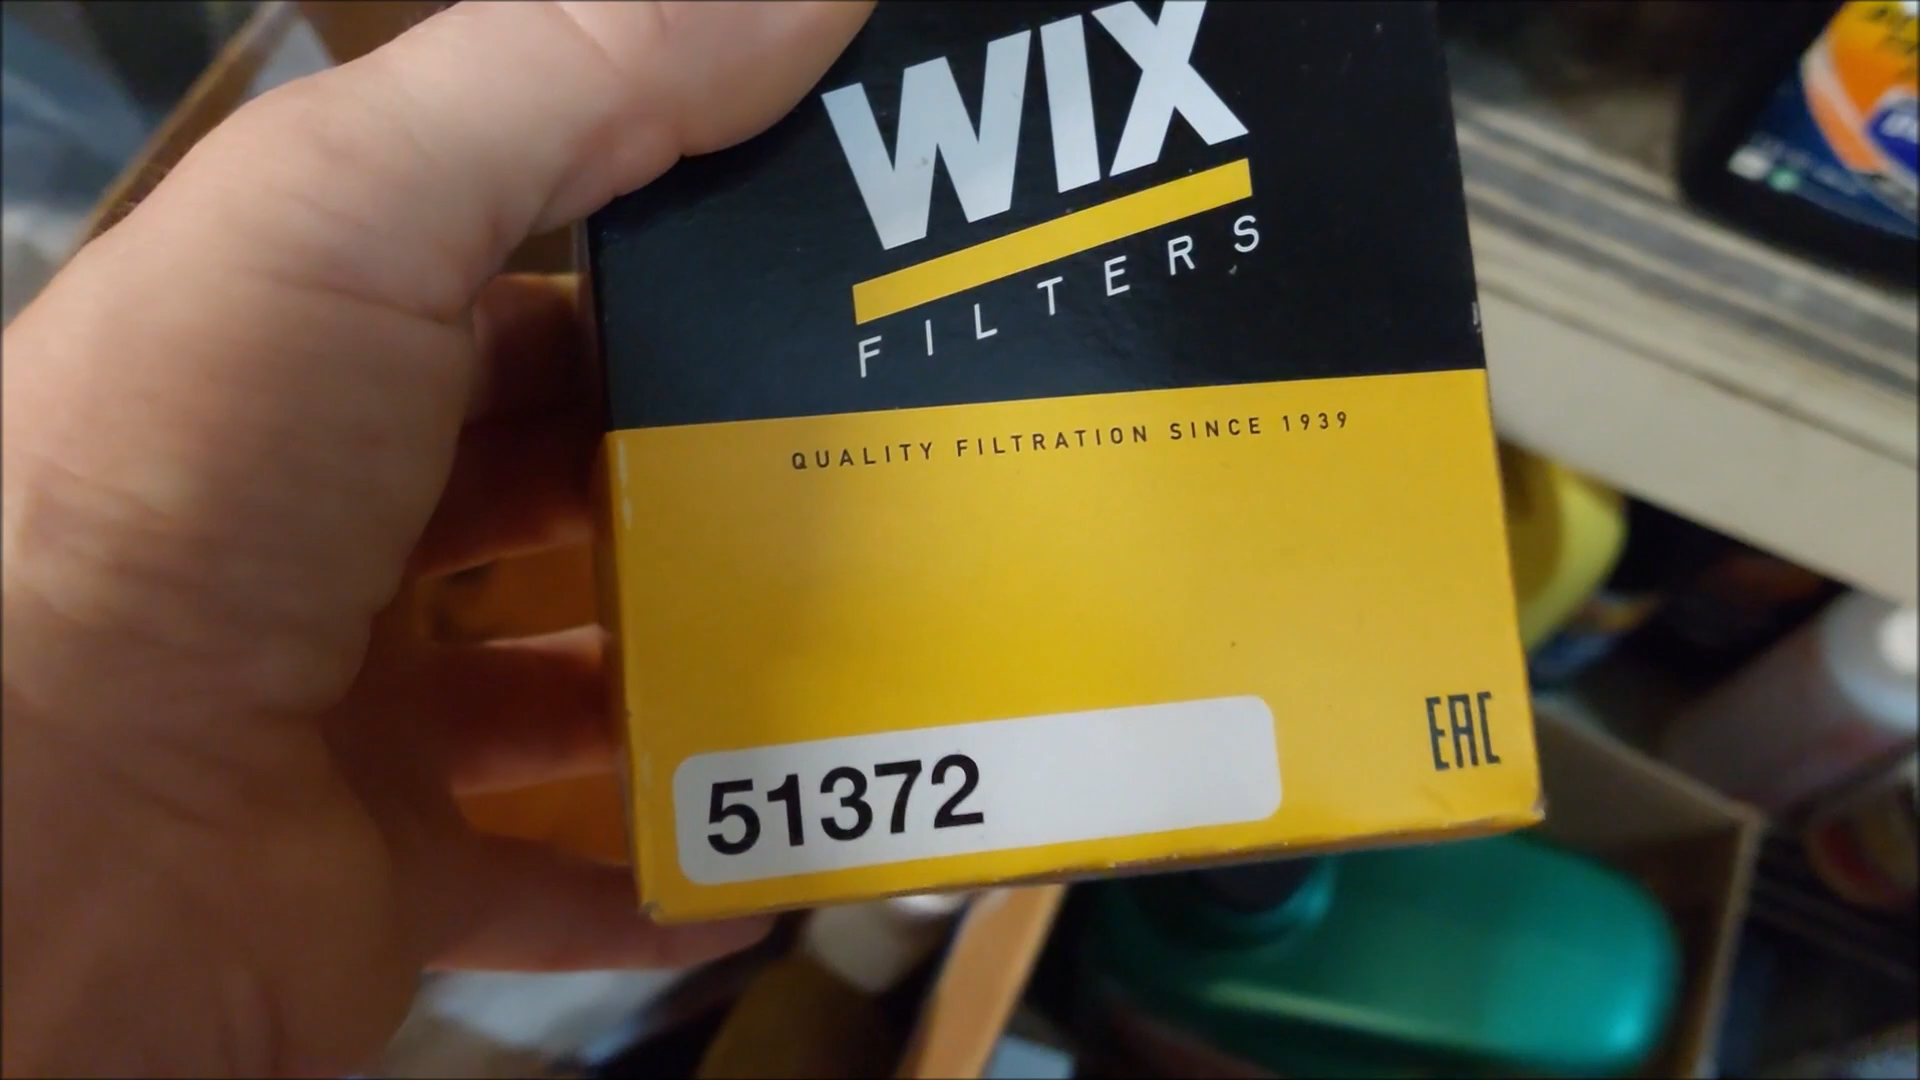 WIX
FILTERS
QUALITY FILTRATION SINCE 1939
EAC
51372